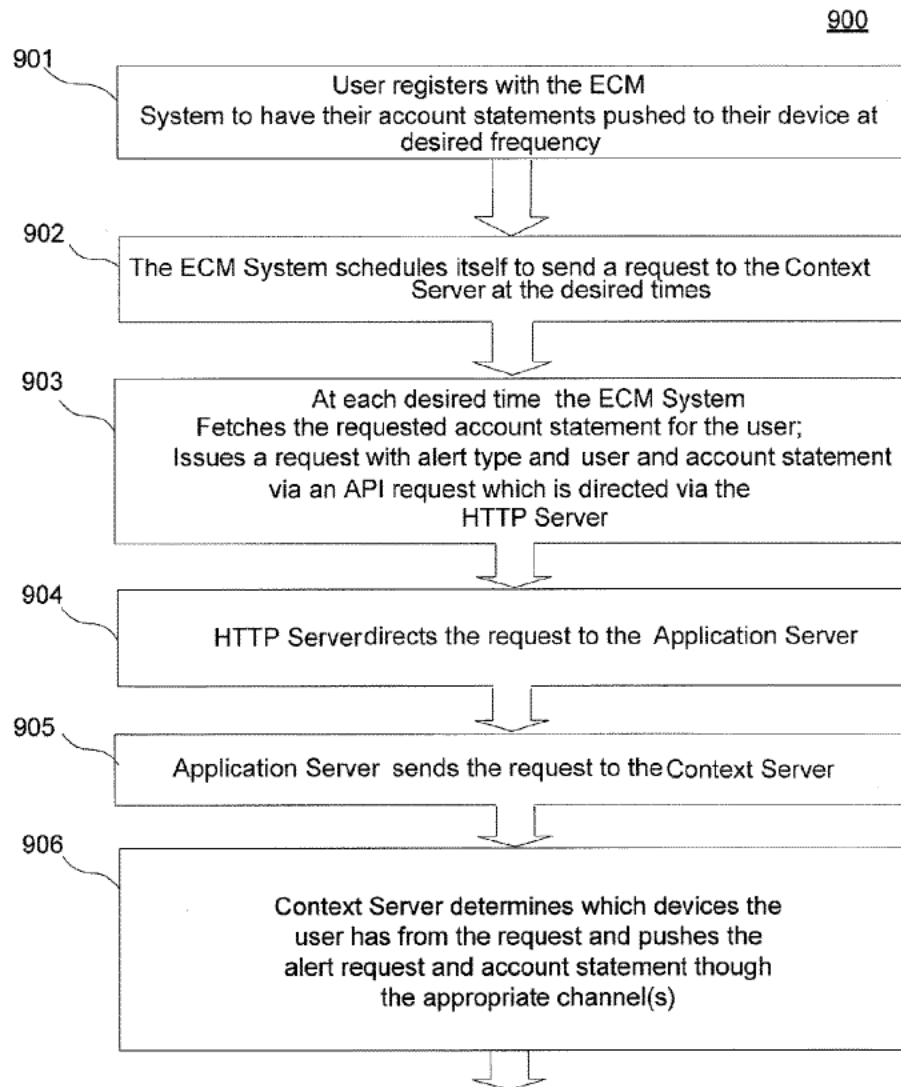 900
901
User registers with the ECM
System to have their account statements pushed to their device at
desired frequency
902
The ECM System schedules itself to send a request to the Context
Server at the desired times
903
At each desired time the ECM System
Fetches the requested account statement for the user;
Issues a request with alert type and user and account statement
via an API request which is directed via the
HTTP Server
904
HTTP Server directs the request to the Application Server
905
Application Server sends the request to the Context Server
906
Context Server determines which devices the
user has from the request and pushes the
alert request and account statement though
the appropriate channel(s)